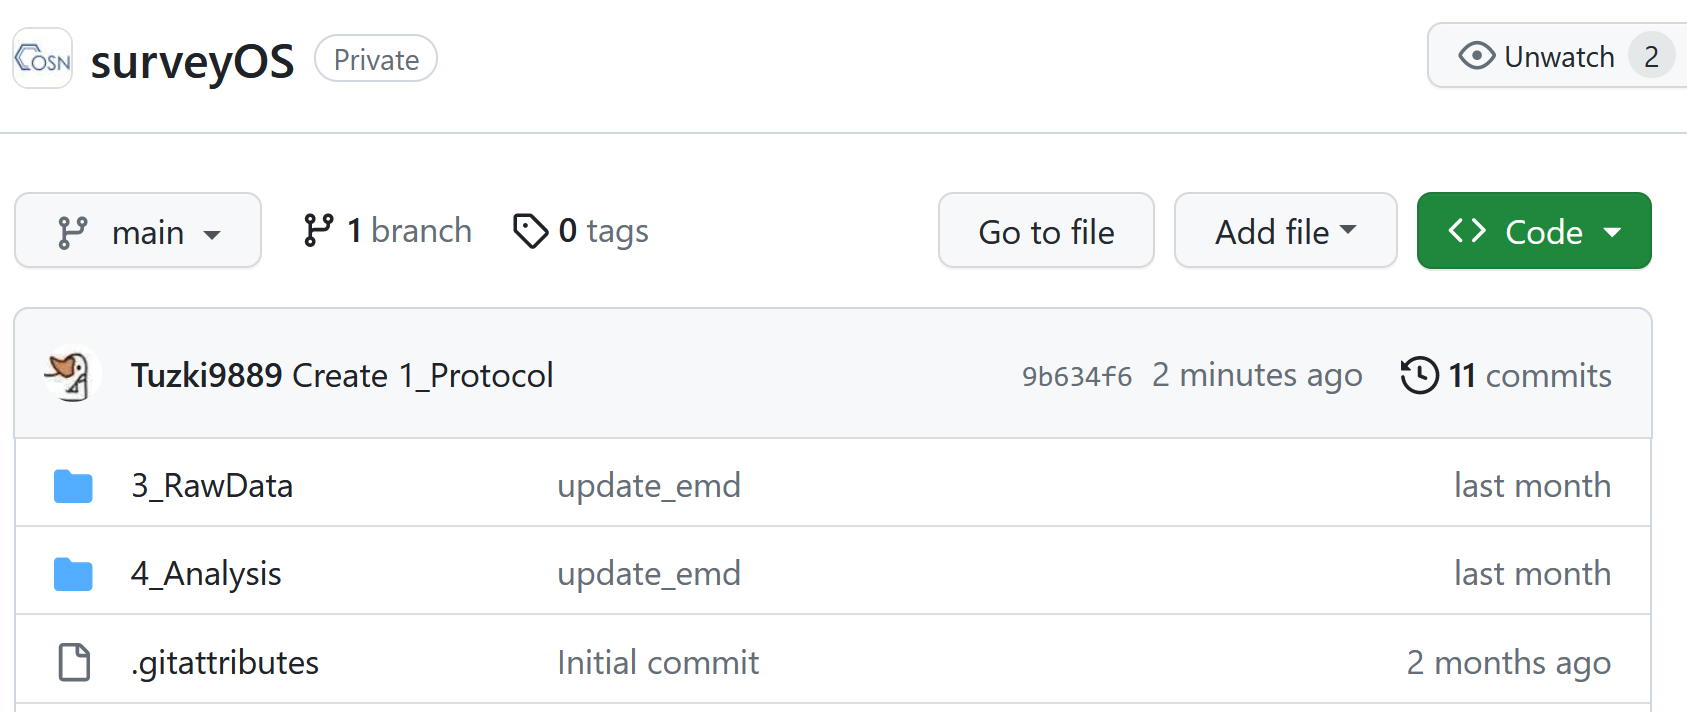 COSN surveyOS Private Unwatch 2
main 1 branch 0 tags Go to file Add file Code
Tuzki9889 Create 1_Protocol 9b634f6 2 minutes ago 11 commits
3_RawData update_emd last month
4_Analysis update_emd last month
.gitattributes Initial commit 2 months ago